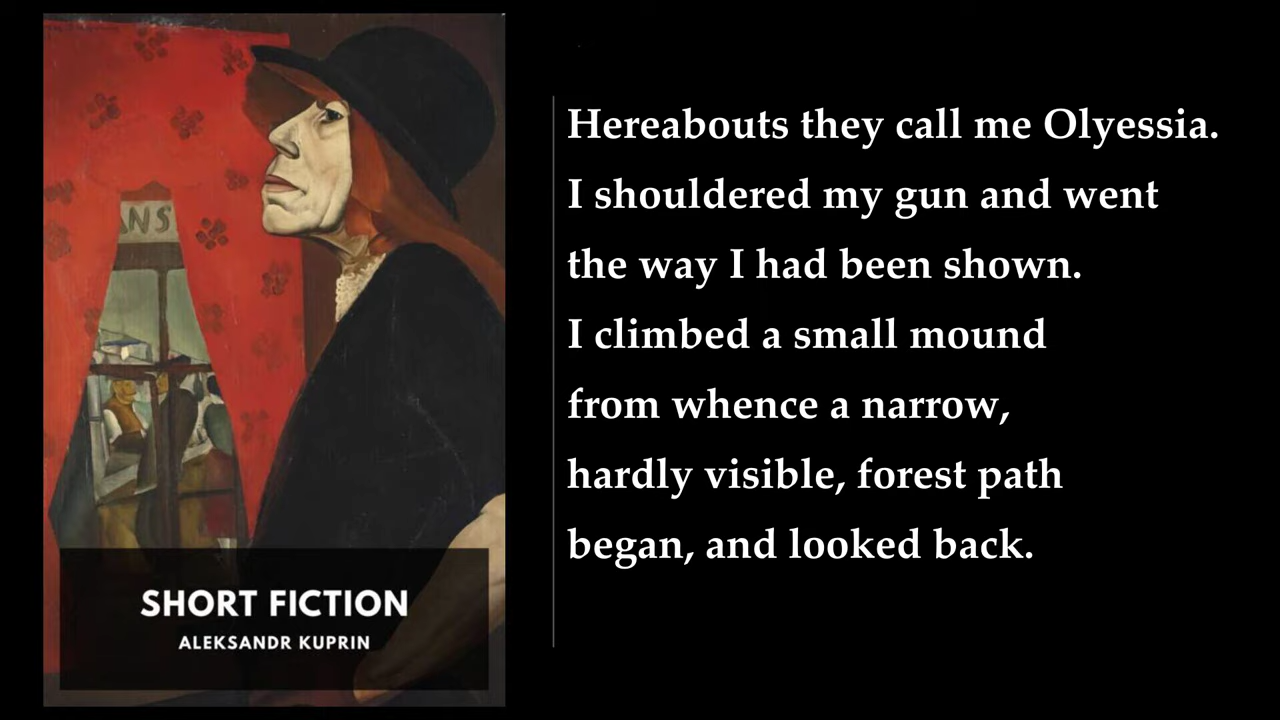 ANS
SHORT FICTION
ALEKSANDR KUPRIN
Hereabouts they call me Olyessia.
I shouldered my gun and went
the way I had been shown.
I climbed a small mound
from whence a narrow,
hardly visible, forest path
began, and looked back.